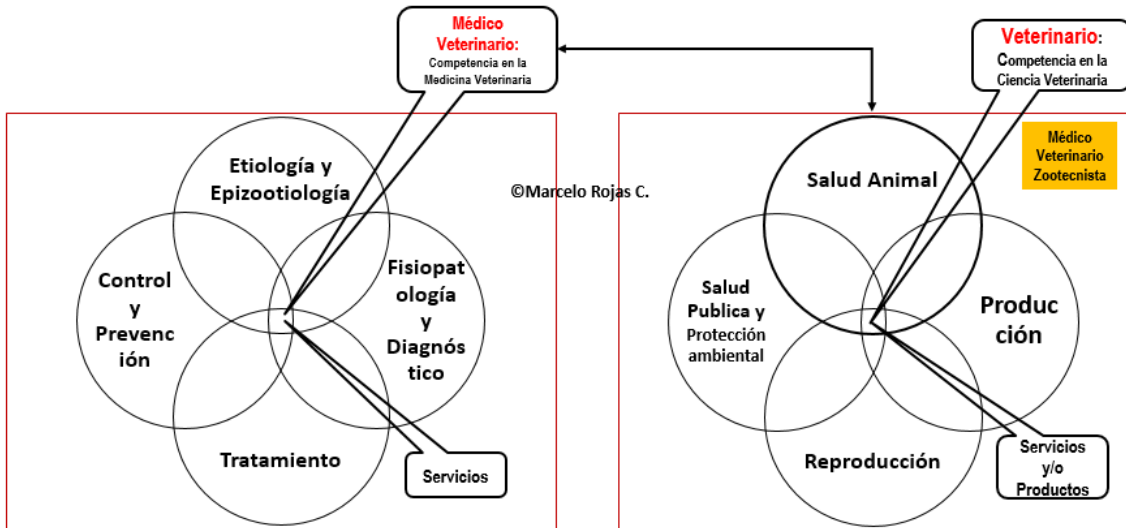 Médico
Veterinario:
Competencia en la
Medicina Veterinaria
Etiología y
Epizootiología
Control
y
Prevenc
ión
Fisiopat
ología
y
Diagnós
tico
Tratamiento
Servicios
©Marcelo Rojas C.
Veterinario:
Competencia en la
Ciencia Veterinaria
Médico
Veterinario
Zootecnista
Salud Animal
Salud
Publica y
Protección
ambiental
Produc
ción
Reproducción
Servicios
y/o
Productos